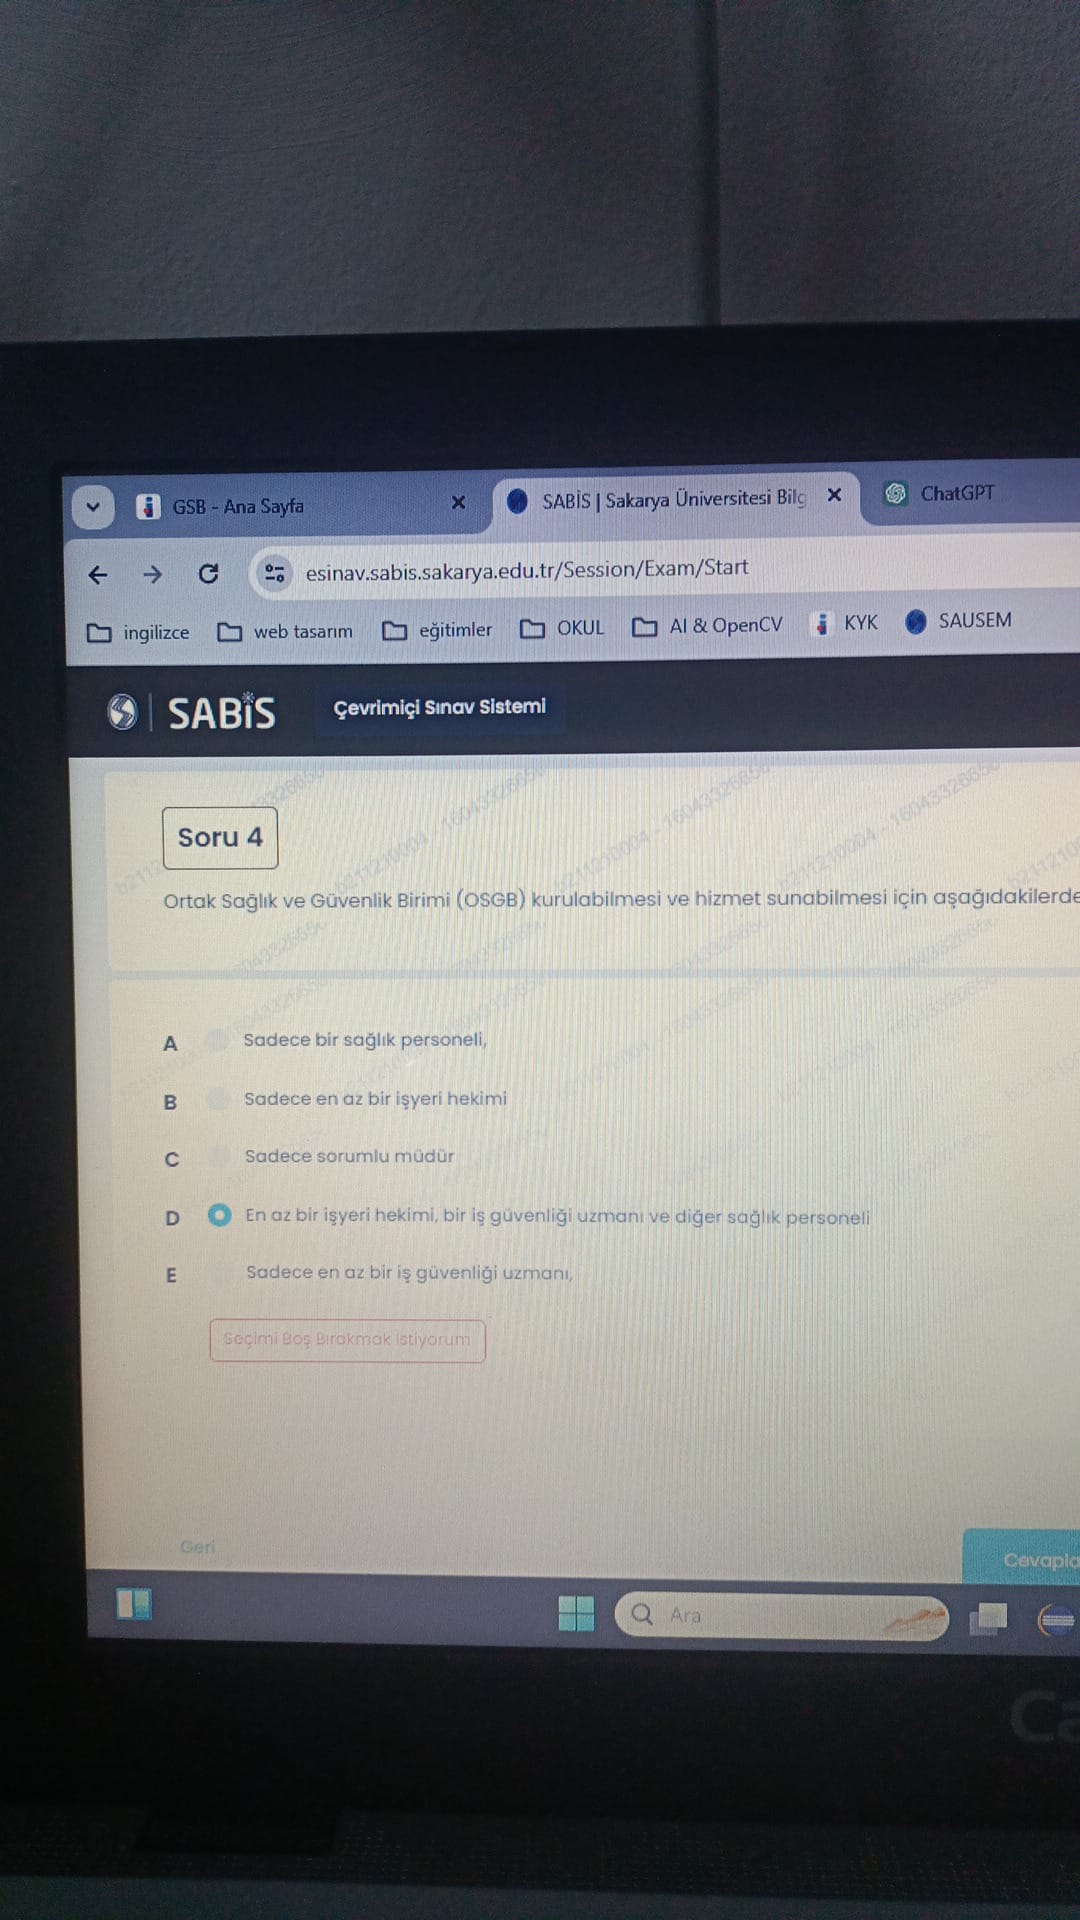 GSB - Ana Sayfa
SABİS | Sakarya Üniversitesi Bilg
ChatGPT
esinav.sabis.sakarya.edu.tr/Session/Exam/Start
ingilizce
web tasarım
eğitimler
OKUL
AI & OpenCV
KYK
SAUSEM
SABİS
Çevrimiçi Sınav Sistemi
Soru 4
Ortak Sağlık ve Güvenlik Birimi (OSGB) kurulabilmesi ve hizmet sunabilmesi için aşağıdakilerde
A Sadece bir sağlık personeli,
B Sadece en az bir işyeri hekimi
C Sadece sorumlu müdür
D En az bir işyeri hekimi, bir iş güvenliği uzmanı ve diğer sağlık personeli
E Sadece en az bir iş güvenliği uzmanı,
Seçimi Boş Bırakmak İstiyorum
Geri
Cevapla
Ara
Ca